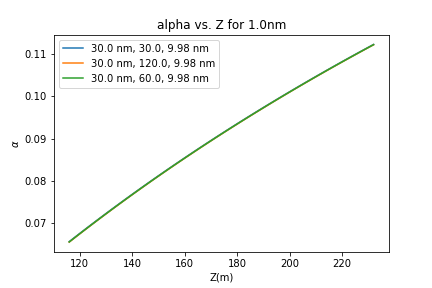 alpha vs. Z for 1.0nm
30.0 nm, 30.0, 9.98 nm
30.0 nm, 120.0, 9.98 nm
30.0 nm, 60.0, 9.98 nm
0.11
0.10
0.09
0.08
0.07
α
120 140 160 180 200 220
Z(m)